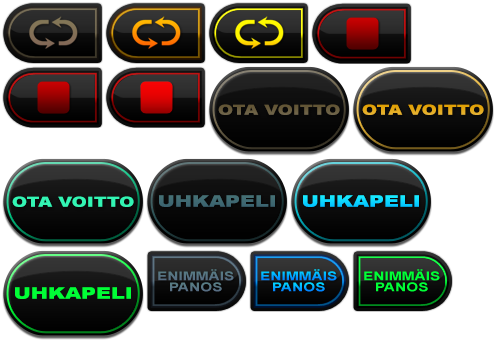 OTA VOITTO
OTA VOITTO
OTA VOITTO
UHKAPELI
UHKAPELI
UHKAPELI
ENIMMÄIS
PANOS
ENIMMÄIS
PANOS
ENIMMÄIS
PANOS